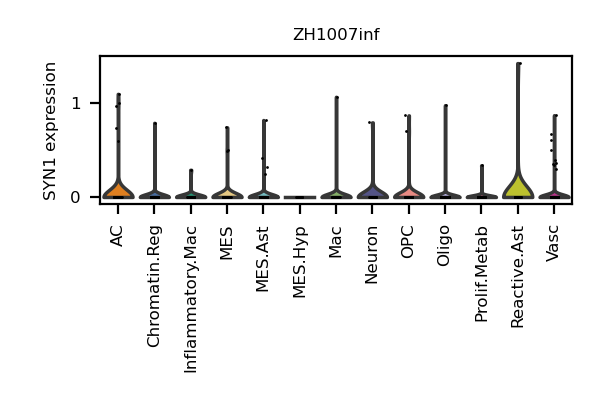 ZH1007inf
SYN1 expression
1
0
AC
Chromatin.Reg
Inflammatory.Mac
MES
MES.Ast
MES.Hyp
Mac
Neuron
OPC
Oligo
Prolif.Metab
Reactive.Ast
Vasc